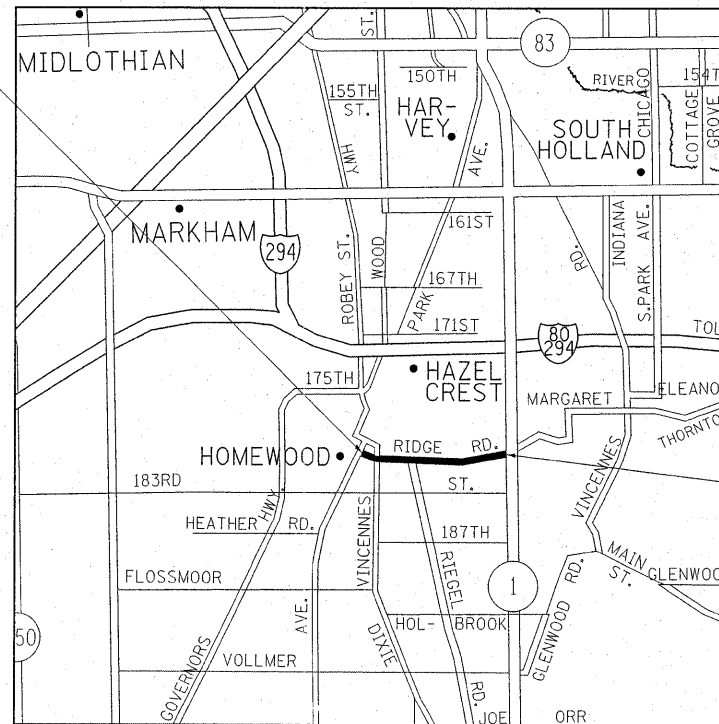 MIDLOTHIAN
83
ST.
150TH
155TH
ST.
HAR-
VEY
RIVER
CHICAGO
154T
COTTAGE
GROVE
SOUTH
HOLLAND
HWY
AVE.
MARKHAM
294
161ST
INDIANA
S.PARK AVE.
RD.
ROBEY ST.
WOOD
167TH
PARK
171ST
80
294
TOL
175TH
HAZEL
CREST
MARGARET
ELEANO
THORNTO
HOMEWOOD
RIDGE RD.
183RD
ST.
VINCENNES
HWY.
HEATHER RD.
VINCENNES
187TH
RIEGEL
MAIN
ST.
GLENWOO
FLOSSMOOR
1
GLENWOOD RD.
50
AVE.
HOL- BROOK
GOVERNORS
VOLLMER
DIXIE
RD.
JOE ORR